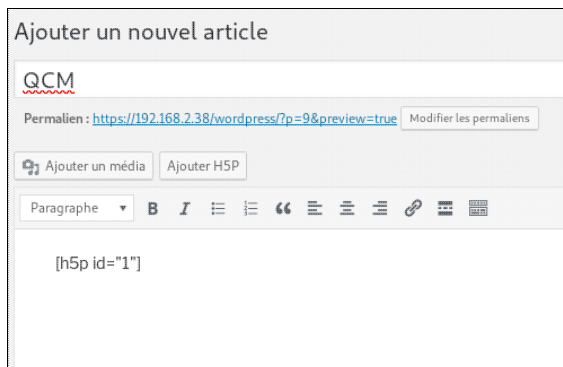 Ajouter un nouvel article
QCM
Permalien : https://192.168.2.38/wordpress/?p=9&preview=true Modifier les permaliens
Ajouter un média Ajouter H5P
Paragraphe B I
[h5p id="1"]